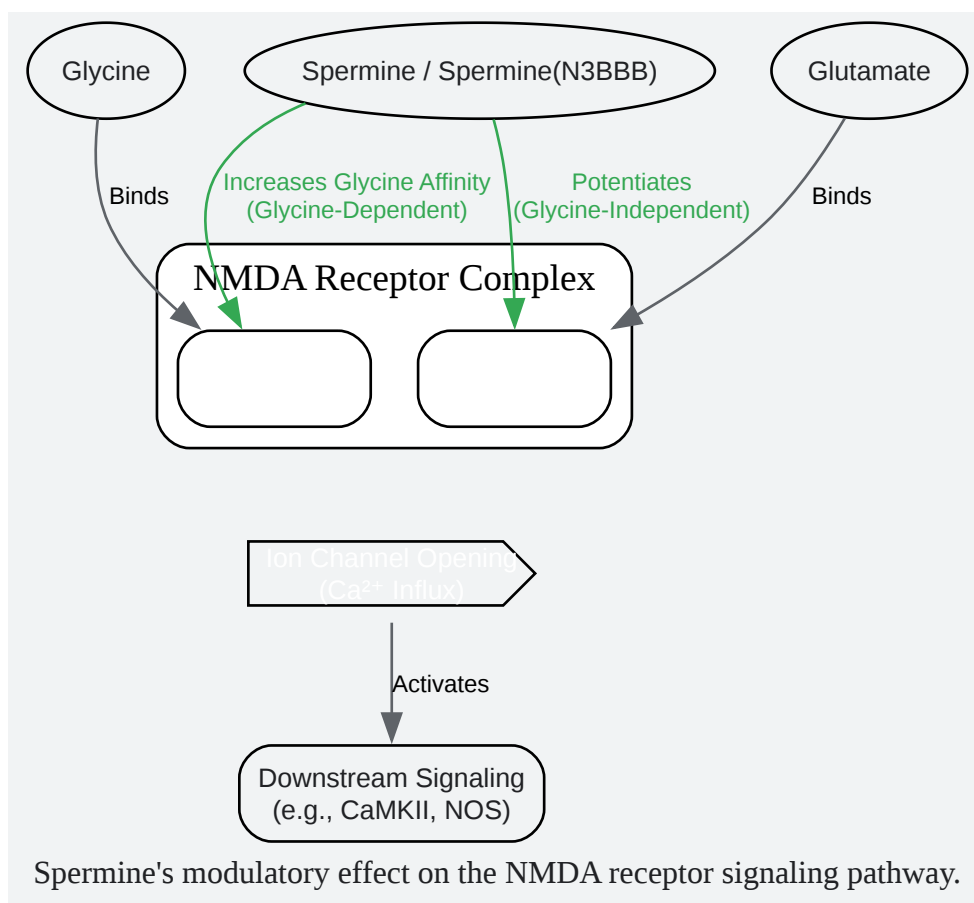 Glycine
Spermine / Spermine(N3BBB)
Glutamate
Binds
Increases Glycine Affinity
(Glycine-Dependent)
Potentiates
(Glycine-Independent)
Binds
NMDA Receptor Complex
Ion Channel Opening
(Ca²⁺ Influx)
Activates
Downstream Signaling
(e.g., CaMKII, NOS)
Spermine's modulatory effect on the NMDA receptor signaling pathway.